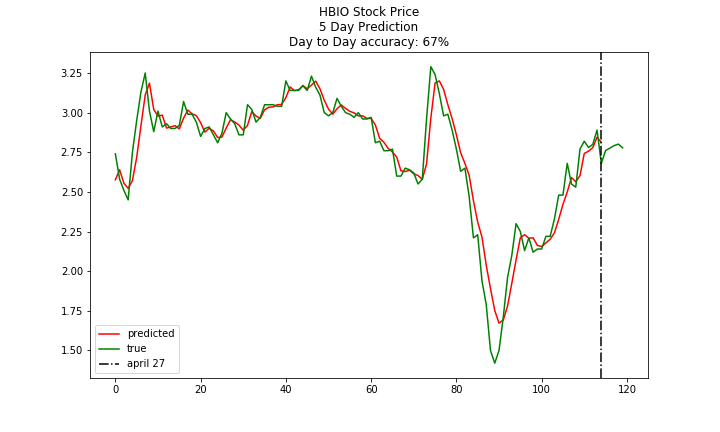 HBIO Stock Price
5 Day Prediction
Day to Day accuracy: 67%
3.25
3.00
2.75
2.50
2.25
2.00
1.75
1.50
predicted
true
april 27
0
20
40
60
80
100
120